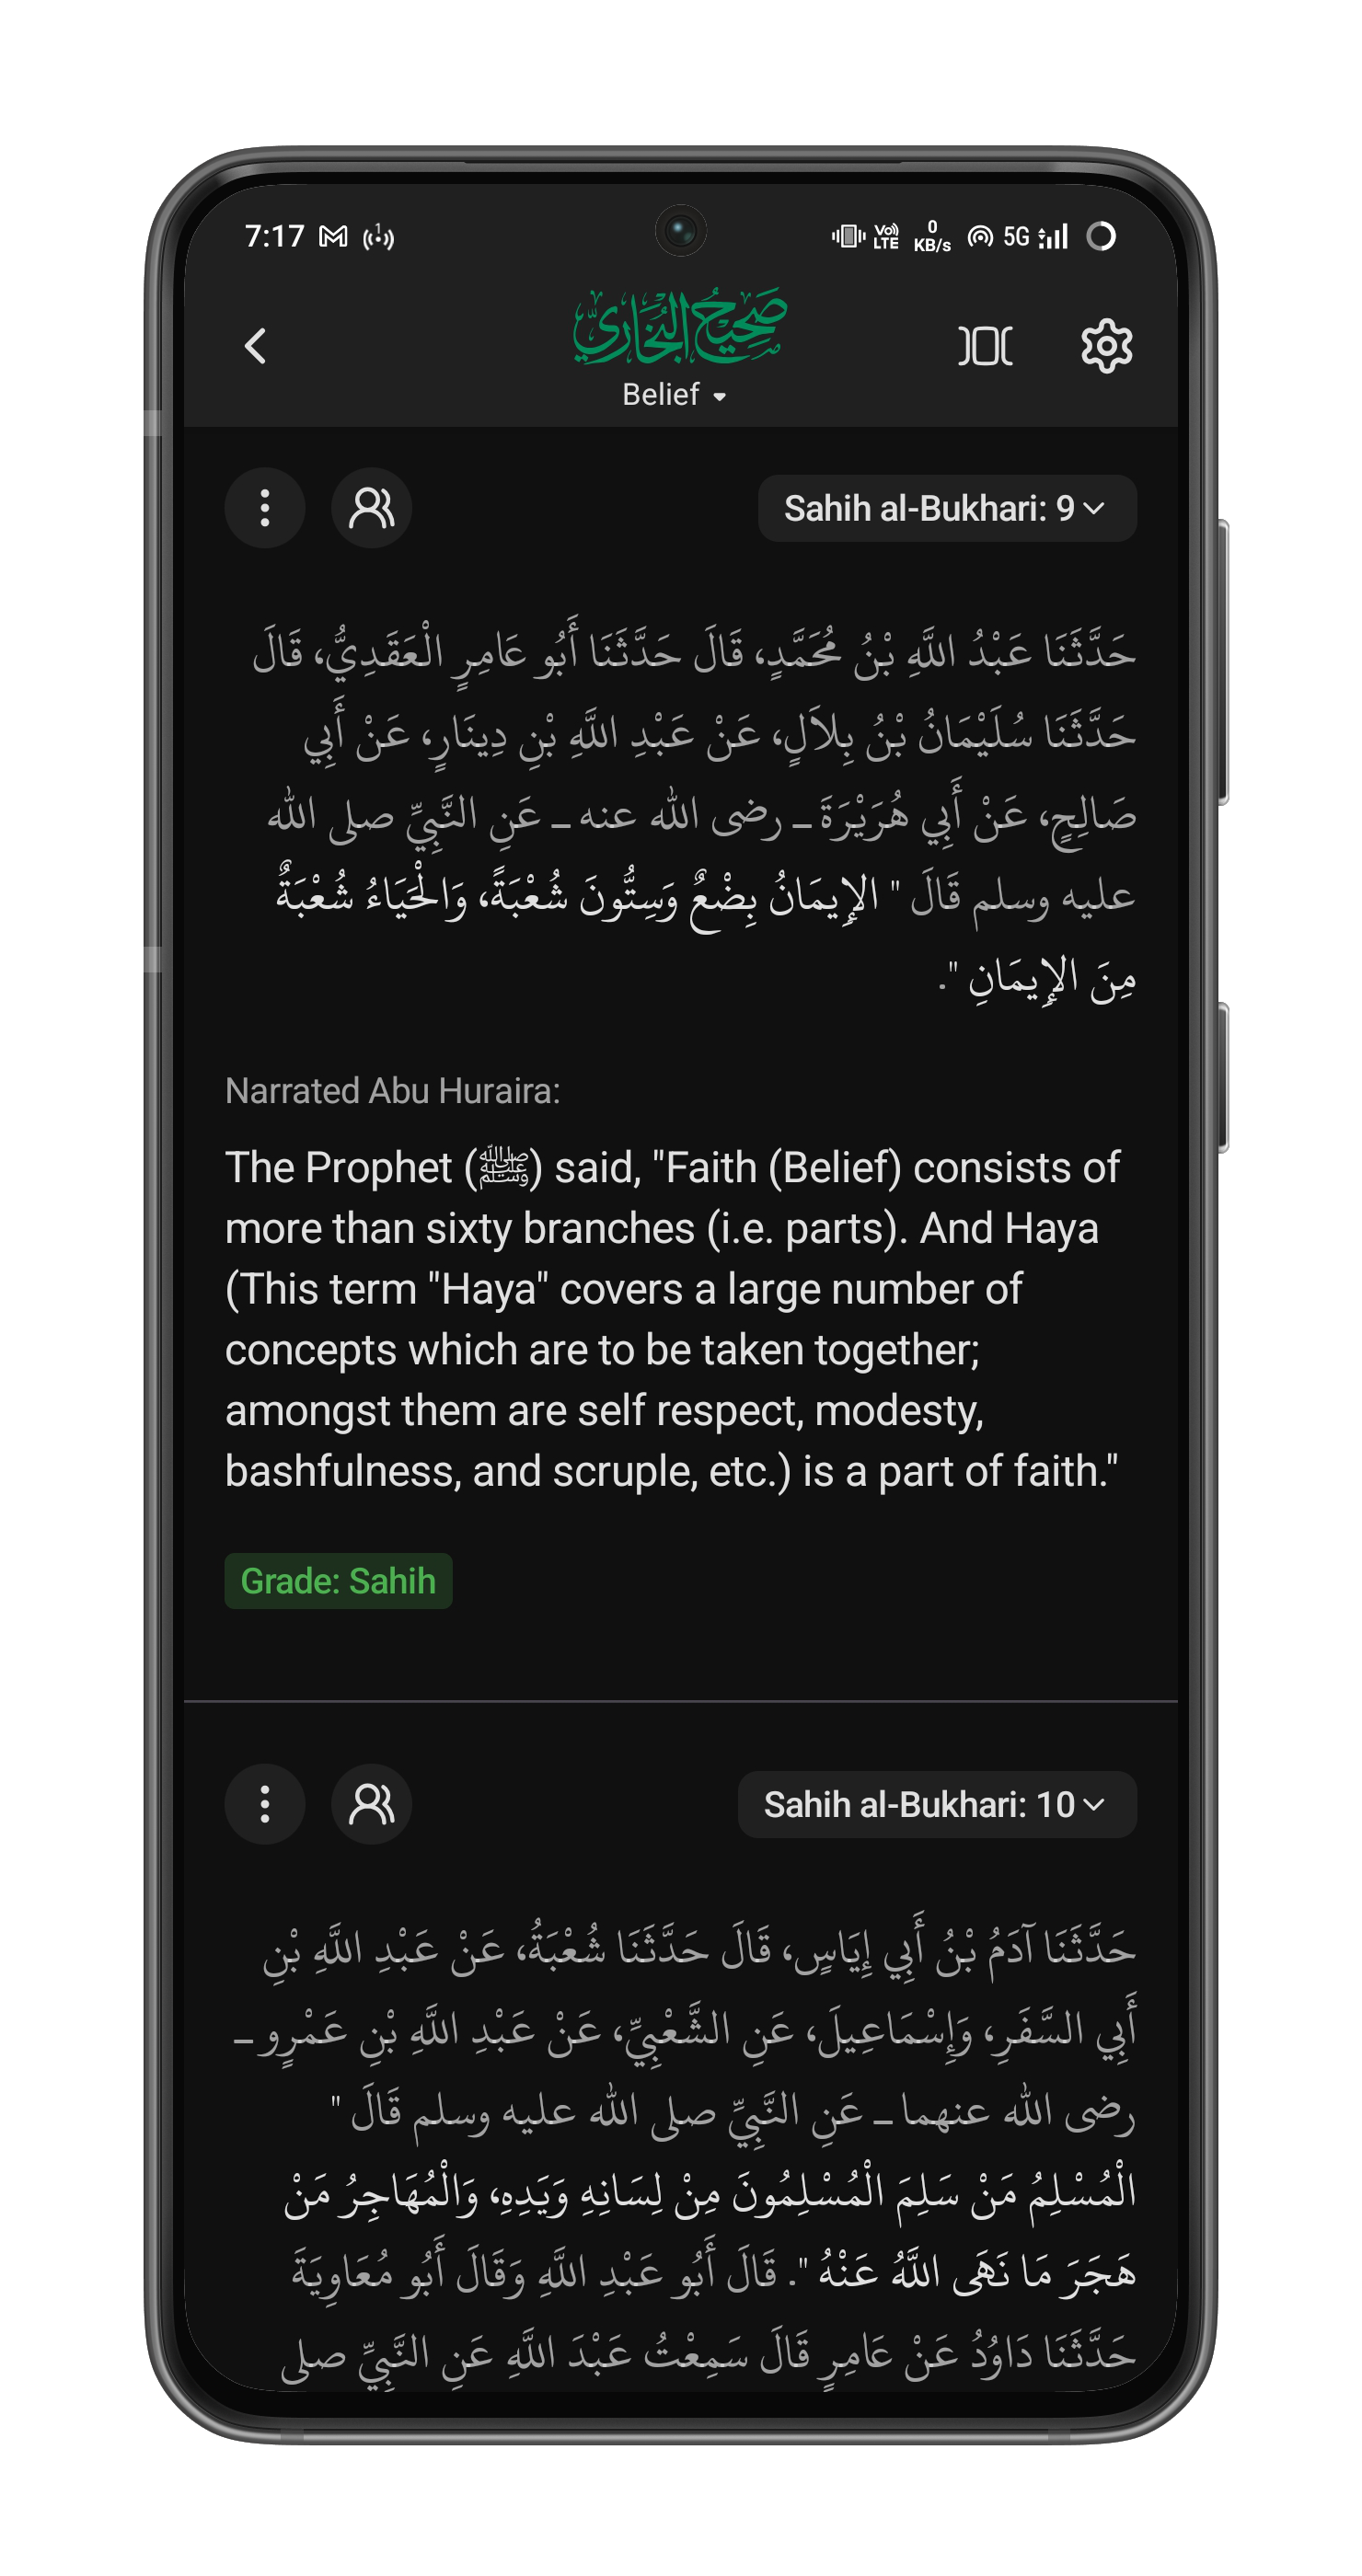 7:17
1
Vo))
LTE
0
KB/s
5G
صَحِيحُ البُخَارِيّ
Belief
Sahih al-Bukhari: 9
حَدَّثَنَا عَبْدُ اللَّهِ بْنُ مُحَمَّدٍ، قَالَ حَدَّثَنَا أَبُو عَامِرٍ الْعَقَدِيُّ، قَالَ
حَدَّثَنَا سُلَيْمَانُ بْنُ بِلاَلٍ، عَنْ عَبْدِ اللَّهِ بْنِ دِينَارٍ، عَنْ أَبِي
صَالِحٍ، عَنْ أَبِي هُرَيْرَةَ ـ رضى الله عنه ـ عَنِ النَّبِيِّ صلى الله
عليه وسلم قَالَ " الإِيمَانُ بِضْعٌ وَسِتُّونَ شُعْبَةً، وَالْحَيَاءُ شُعْبَةٌ
مِنَ الإِيمَانِ ".
Narrated Abu Huraira:
The Prophet (ﷺ) said, "Faith (Belief) consists of
more than sixty branches (i.e. parts). And Haya
(This term "Haya" covers a large number of
concepts which are to be taken together;
amongst them are self respect, modesty,
bashfulness, and scruple, etc.) is a part of faith."
Grade: Sahih
Sahih al-Bukhari: 10
حَدَّثَنَا آدَمُ بْنُ أَبِي إِيَاسٍ، قَالَ حَدَّثَنَا شُعْبَةُ، عَنْ عَبْدِ اللَّهِ بْنِ
أَبِي السَّفَرِ، وَإِسْمَاعِيلَ، عَنِ الشَّعْبِيِّ، عَنْ عَبْدِ اللَّهِ بْنِ عَمْرٍو ـ
رضى الله عنهما ـ عَنِ النَّبِيِّ صلى الله عليه وسلم قَالَ "
الْمُسْلِمُ مَنْ سَلِمَ الْمُسْلِمُونَ مِنْ لِسَانِهِ وَيَدِهِ، وَالْمُهَاجِرُ مَنْ
هَجَرَ مَا نَهَى اللَّهُ عَنْهُ ". قَالَ أَبُو عَبْدِ اللَّهِ وَقَالَ أَبُو مُعَاوِيَةَ
حَدَّثَنَا دَاوُدُ عَنْ عَامِرٍ قَالَ سَمِعْتُ عَبْدَ اللَّهِ عَنِ النَّبِيِّ صلى